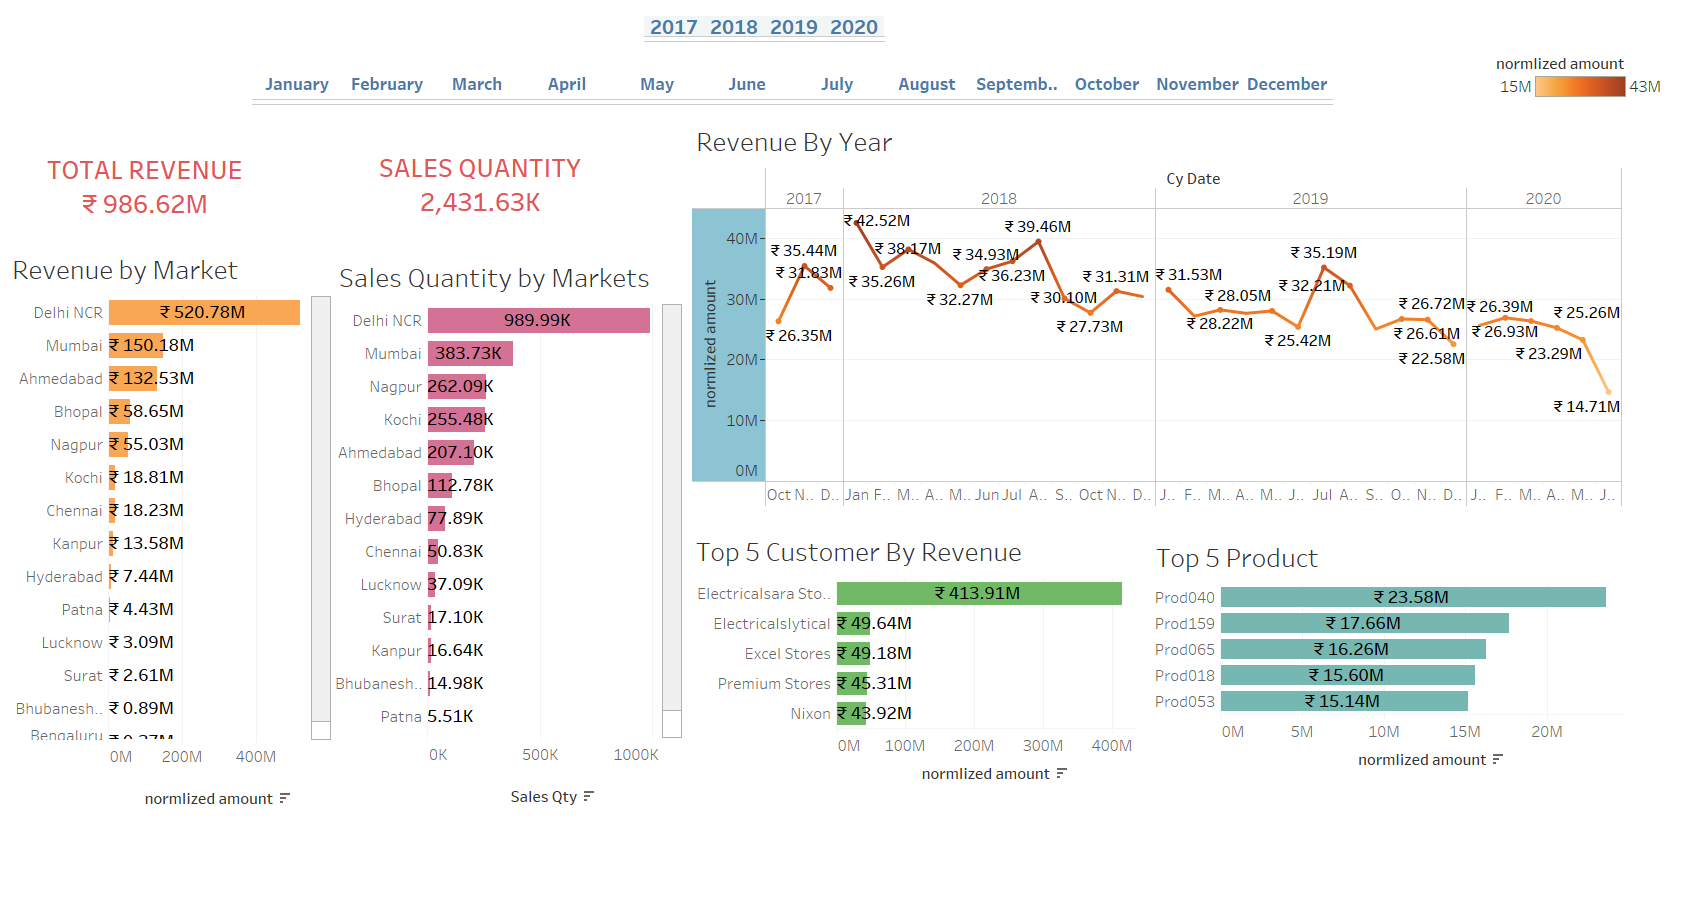 2017 2018 2019 2020
January February March April May June July August Septemb.. October November December
normlized amount
15M 43M
TOTAL REVENUE
₹ 986.62M
SALES QUANTITY
2,431.63K
Revenue by Market
Delhi NCR ₹ 520.78M
Mumbai ₹ 150.18M
Ahmedabad ₹ 132.53M
Bhopal ₹ 58.65M
Nagpur ₹ 55.03M
Kochi ₹ 18.81M
Chennai ₹ 18.23M
Kanpur ₹ 13.58M
Hyderabad ₹ 7.44M
Patna ₹ 4.43M
Lucknow ₹ 3.09M
Surat ₹ 2.61M
Bhubanesh.. ₹ 0.89M
Bengaluru
0M 200M 400M
normlized amount
Sales Quantity by Markets
Delhi NCR 989.99K
Mumbai 383.73K
Nagpur 262.09K
Kochi 255.48K
Ahmedabad 207.10K
Bhopal 112.78K
Hyderabad 77.89K
Chennai 50.83K
Lucknow 37.09K
Surat 17.10K
Kanpur 16.64K
Bhubanesh.. 14.98K
Patna 5.51K
0K 500K 1000K
Sales Qty
Revenue By Year
Cy Date
2017 2018 2019 2020
normlized amount
40M
30M
20M
10M
0M
₹ 26.35M
₹ 35.44M
₹ 31.83M
₹ 42.52M
₹ 35.26M
₹ 38.17M
₹ 32.27M
₹ 34.93M
₹ 36.23M
₹ 39.46M
₹ 30.10M
₹ 27.73M
₹ 31.31M
₹ 31.53M
₹ 28.22M
₹ 28.05M
₹ 25.42M
₹ 35.19M
₹ 32.21M
₹ 26.72M
₹ 26.61M
₹ 22.58M
₹ 26.39M
₹ 26.93M
₹ 25.26M
₹ 23.29M
₹ 14.71M
Oct N.. D.. Jan F.. M.. A.. M.. Jun Jul A.. S.. Oct N.. D.. J.. F.. M.. A.. M.. J.. Jul A.. S.. O.. N.. D.. J.. F.. M.. A.. M.. J..
Top 5 Customer By Revenue
Electricalsara Sto.. ₹ 413.91M
Electricalslytical ₹ 49.64M
Excel Stores ₹ 49.18M
Premium Stores ₹ 45.31M
Nixon ₹ 43.92M
0M 100M 200M 300M 400M
normlized amount
Top 5 Product
Prod040 ₹ 23.58M
Prod159 ₹ 17.66M
Prod065 ₹ 16.26M
Prod018 ₹ 15.60M
Prod053 ₹ 15.14M
0M 5M 10M 15M 20M
normlized amount